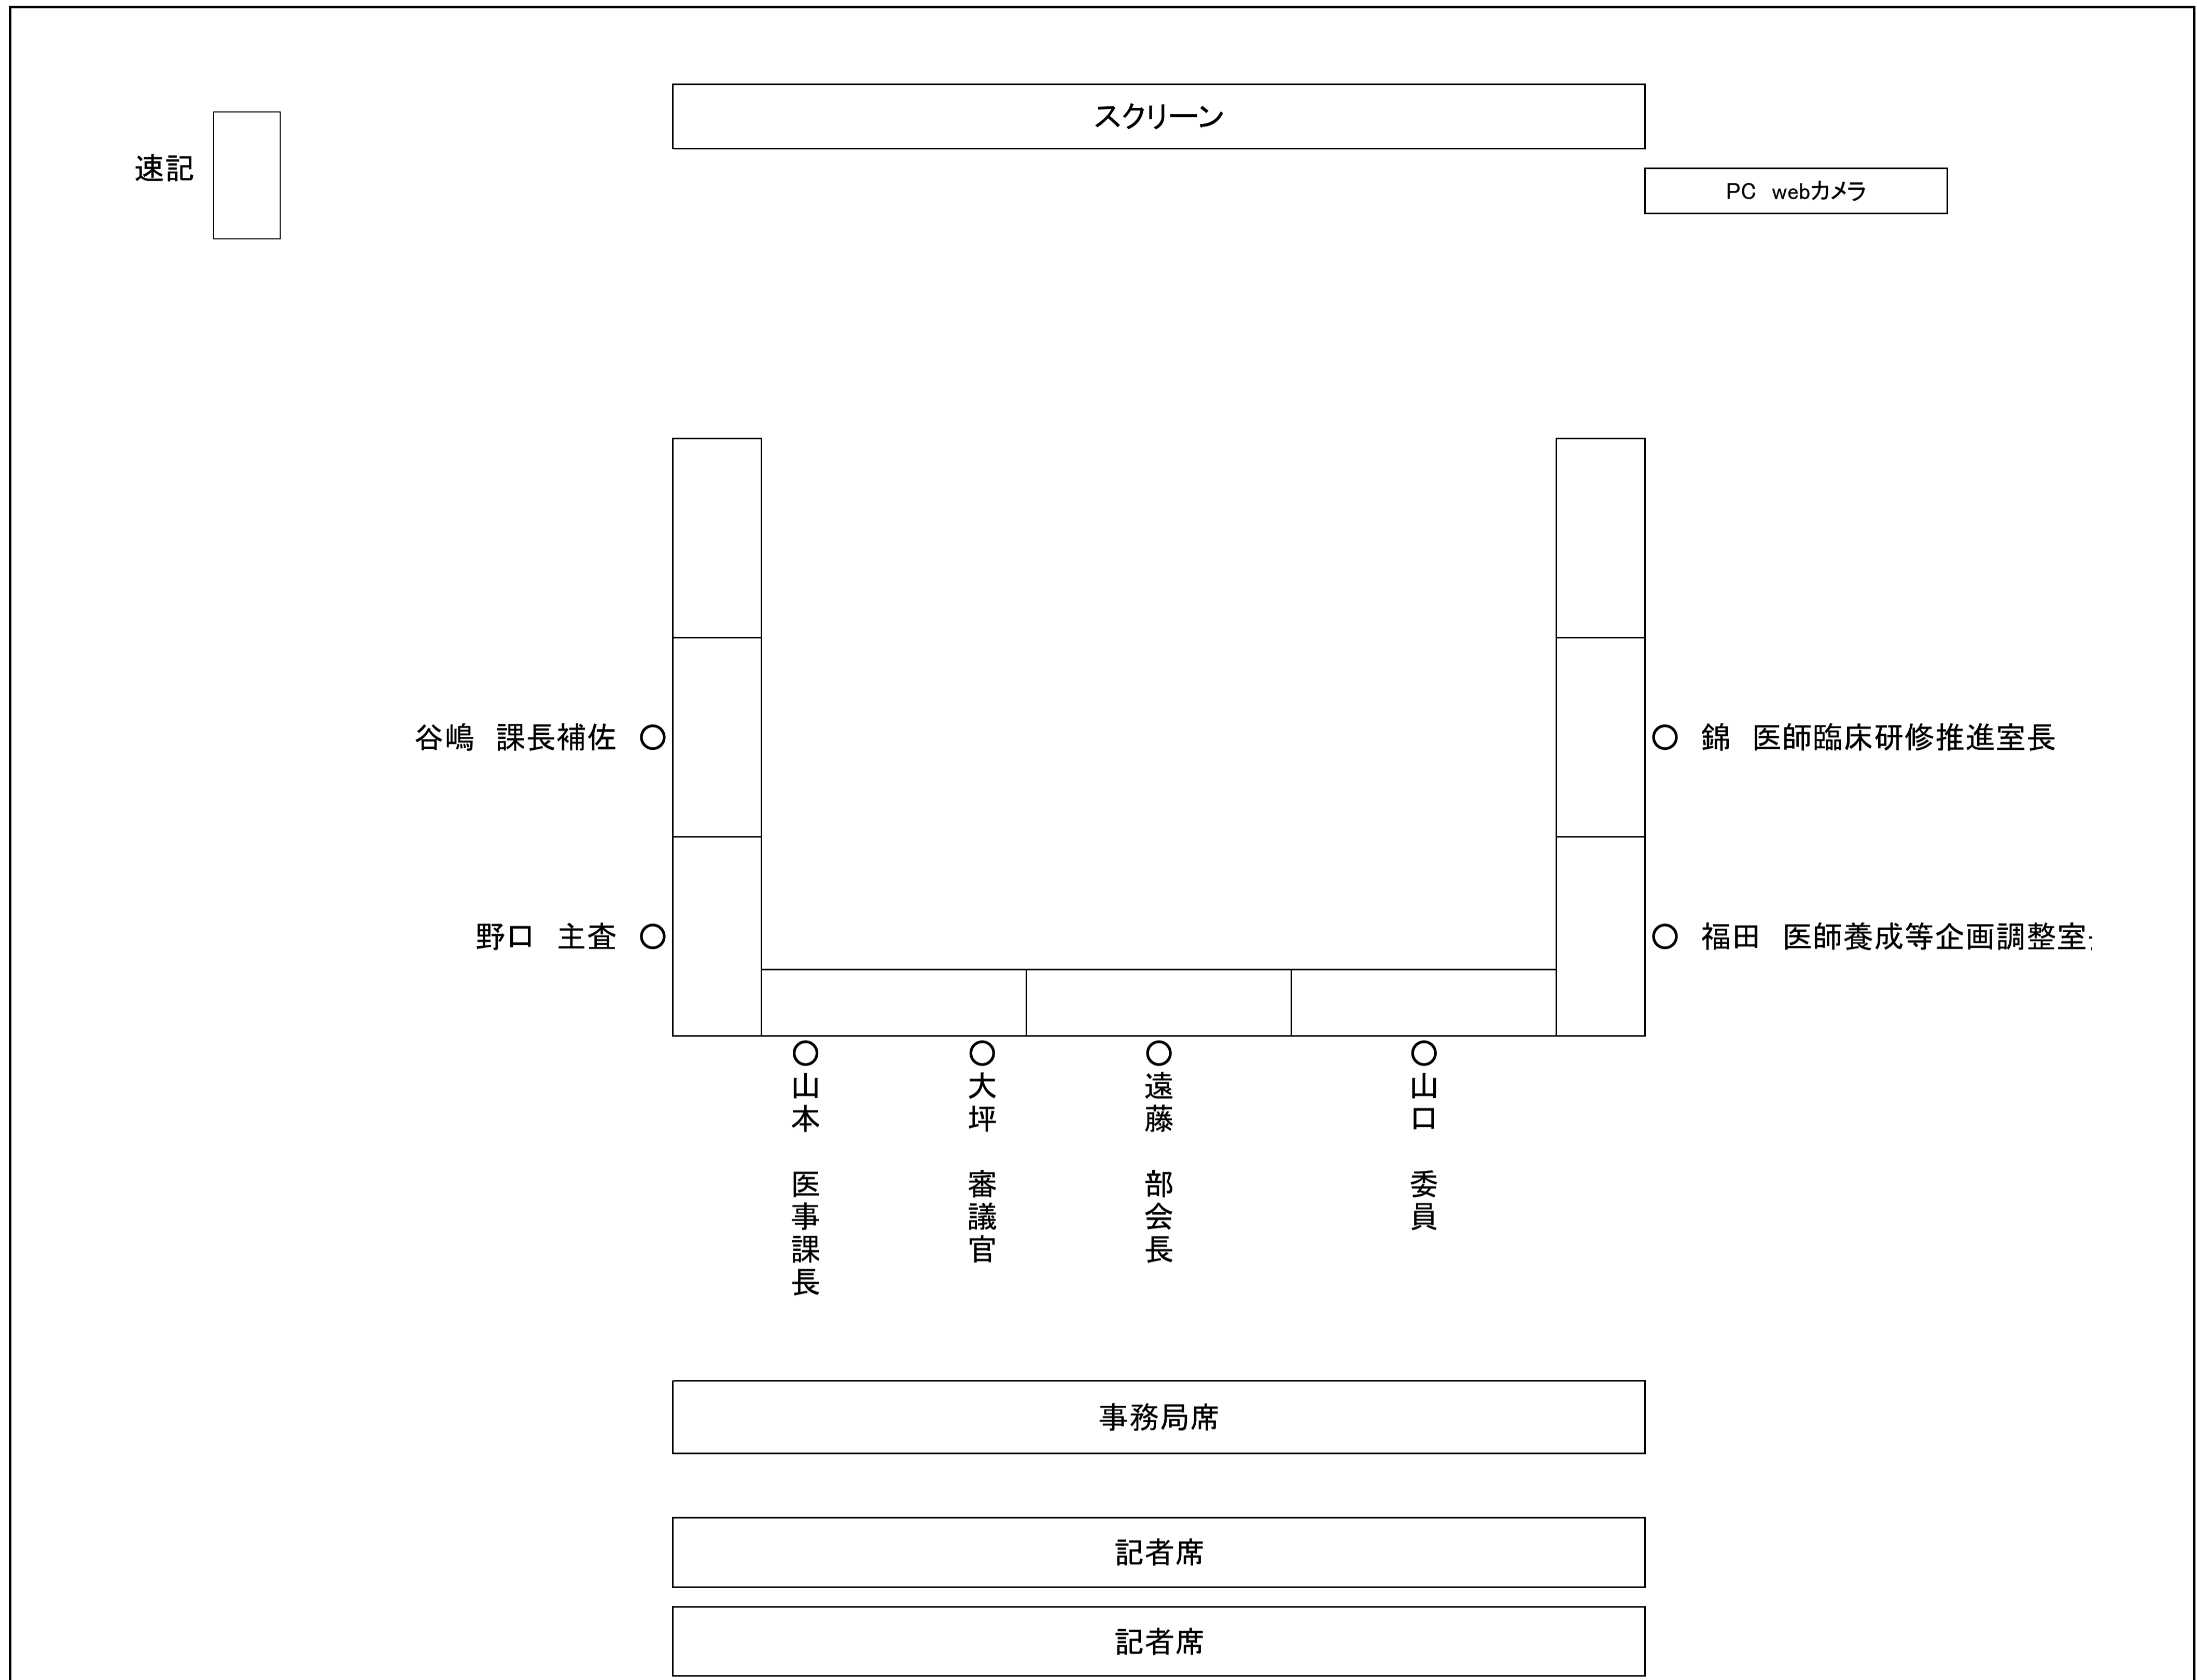 スクリーン
速記
PC　webカメラ
谷嶋　課長補佐 ○
○ 錦　医師臨床研修推進室長
野口　主査 ○
○ 福田　医師養成等企画調整室
○山本　医事課長
○大坪　審議官
○遠藤　部会長
○山口　委員
事務局席
記者席
記者席